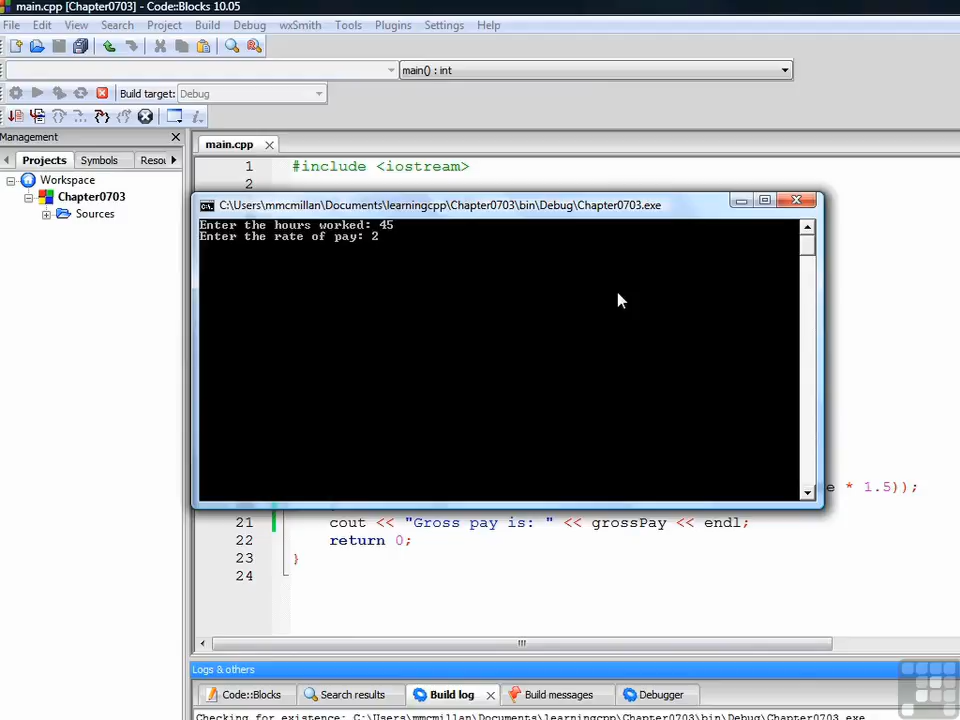 main.cpp [Chapter0703] - Code::Blocks 10.05
File Edit View Search Project Build Debug wxSmith Tools Plugins Settings Help
main() : int
Build target: Debug
Management
main.cpp
Projects Symbols Resou
1 #include <iostream>
Workspace
2
Chapter0703
C:\Users\mmcmillan\Documents\learningcpp\Chapter0703\bin\Debug\Chapter0703.exe
Sources
Enter the hours worked: 45
Enter the rate of pay: 2
e * 1.5));
21 cout << "Gross pay is: " << grossPay << endl;
22 return 0;
23 }
24
Logs & others
Code::Blocks Search results Build log Build messages Debugger
Checking for existence: C:\Users\mmcmillan\Documents\learningcpp\Chapter0703\bin\Debug\Chapter0703.exe